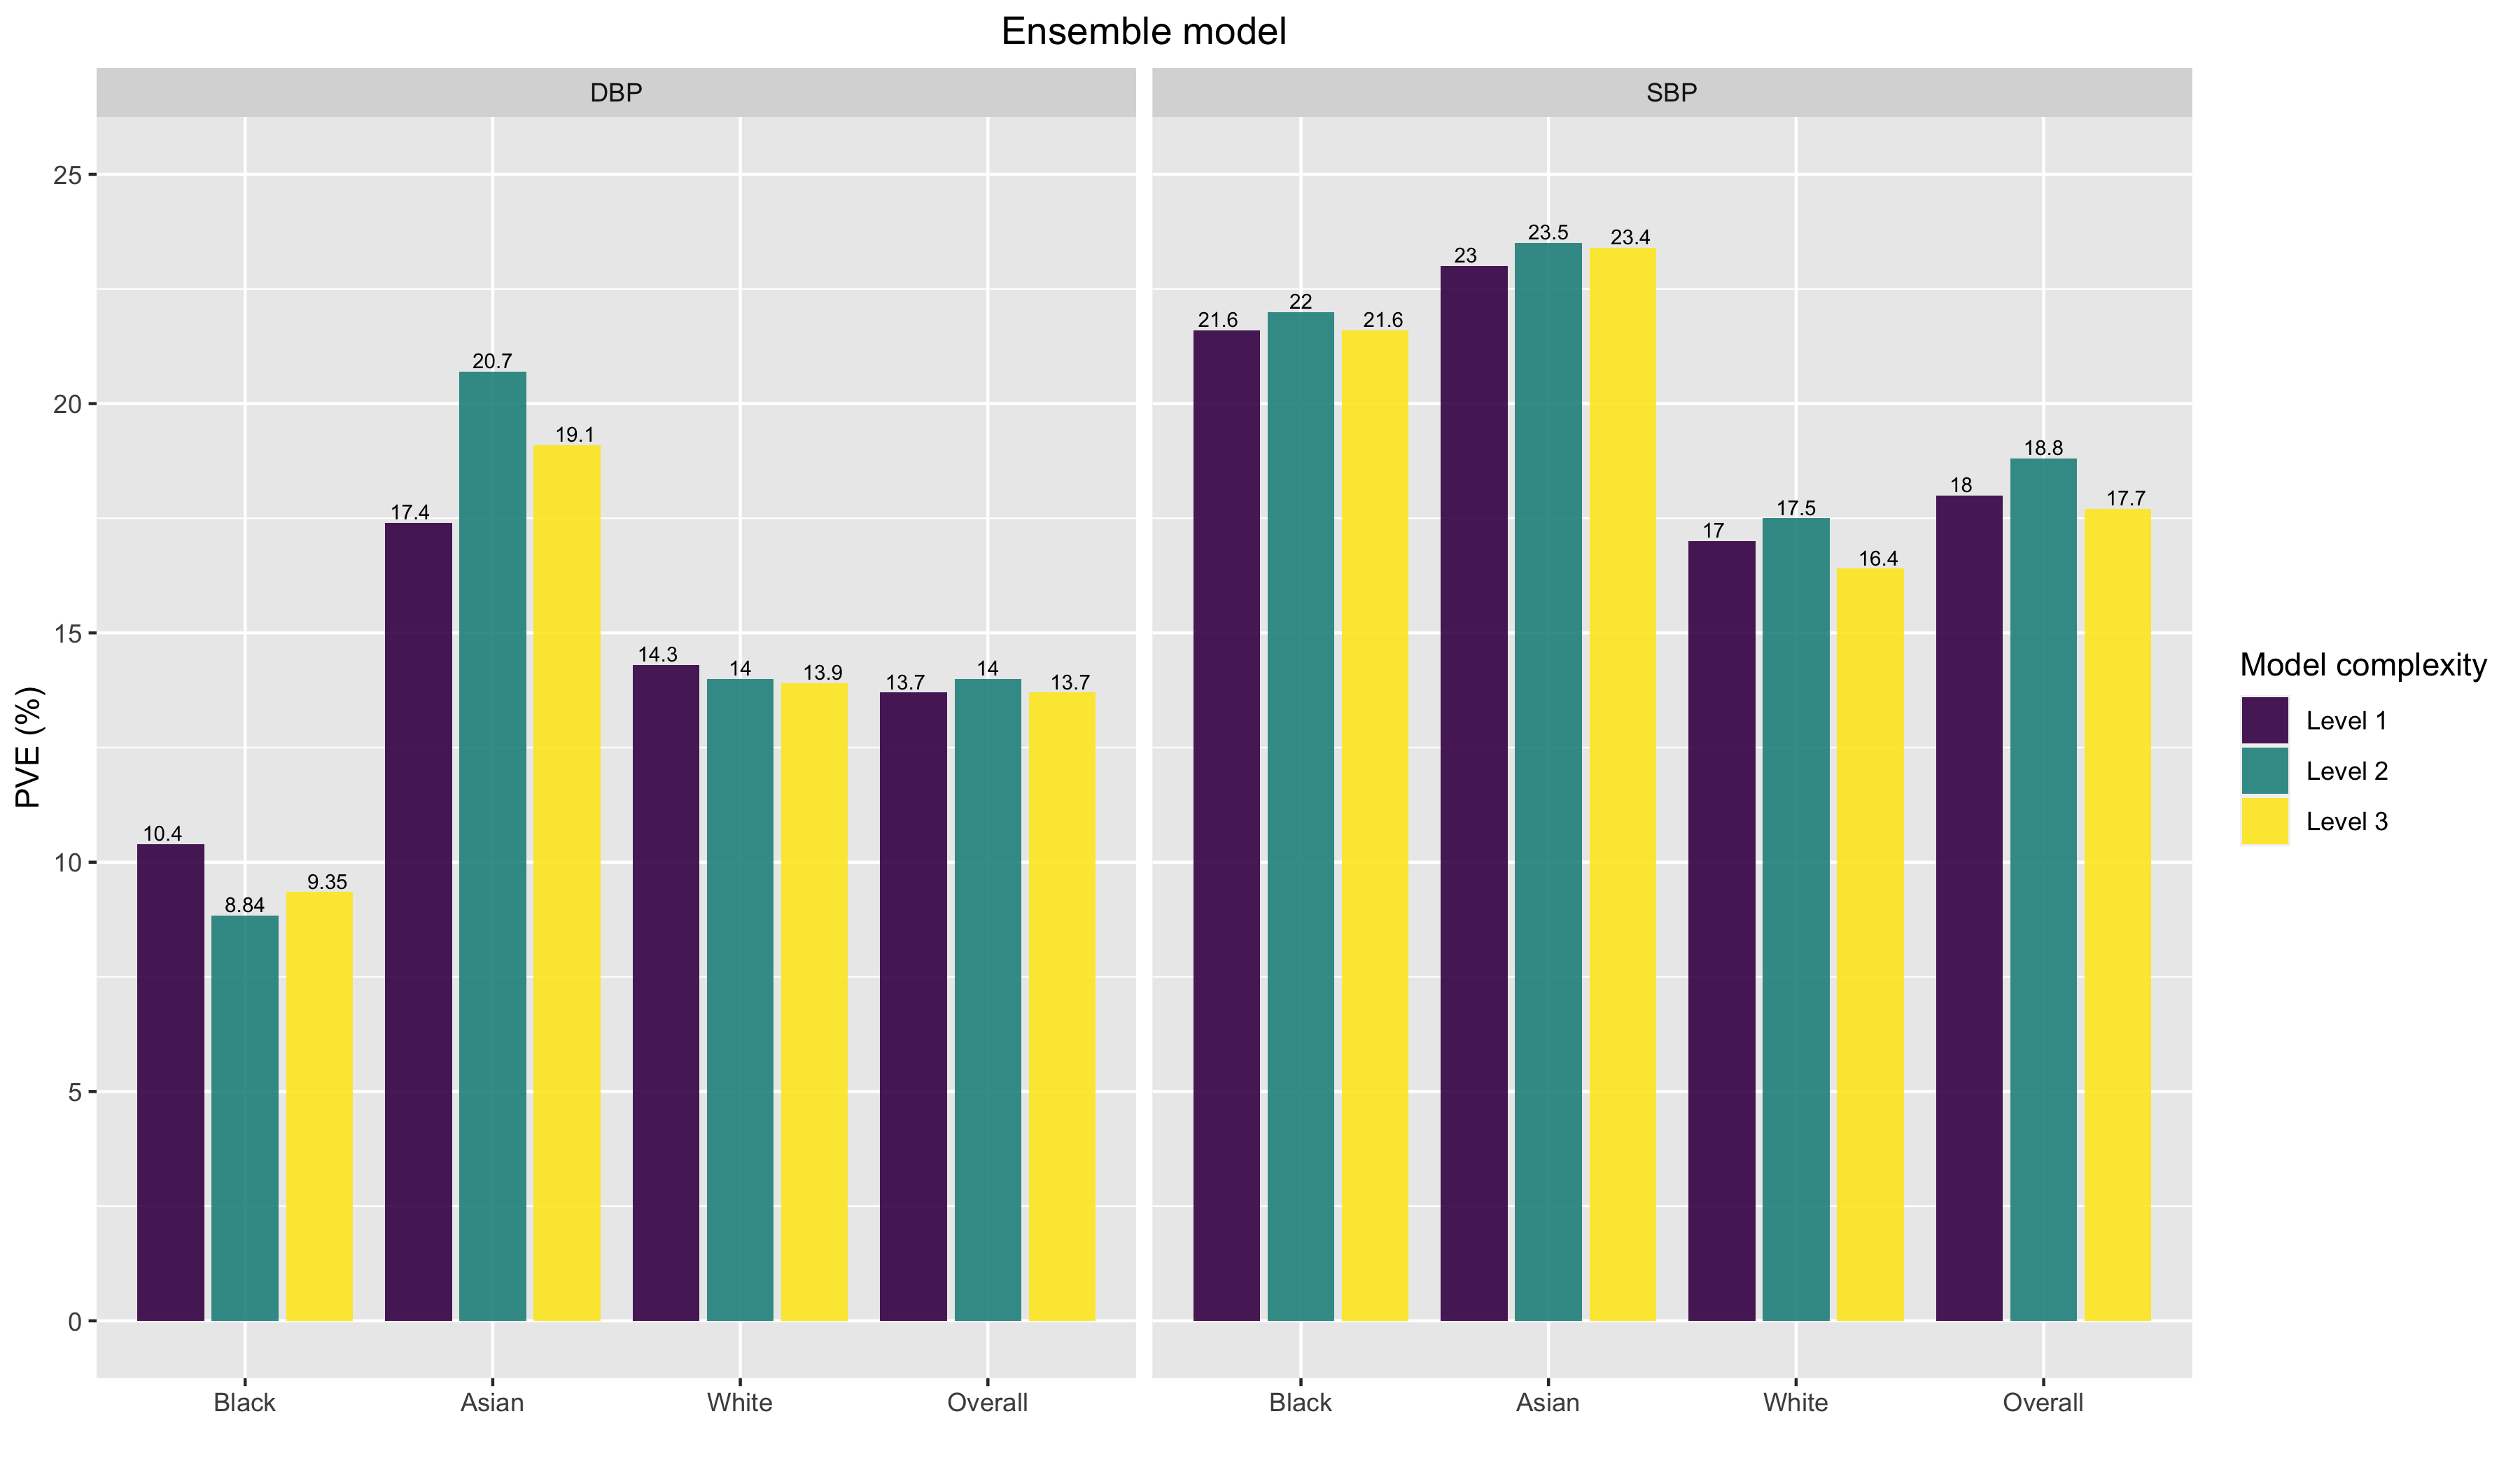 Ensemble model
DBP
SBP
PVE (%)
25
20
15
10
5
0
10.4
8.84
9.35
17.4
20.7
19.1
14.3
14
13.9
13.7
14
13.7
21.6
22
21.6
23
23.5
23.4
17
17.5
16.4
18
18.8
17.7
Black
Asian
White
Overall
Black
Asian
White
Overall
Model complexity
Level 1
Level 2
Level 3